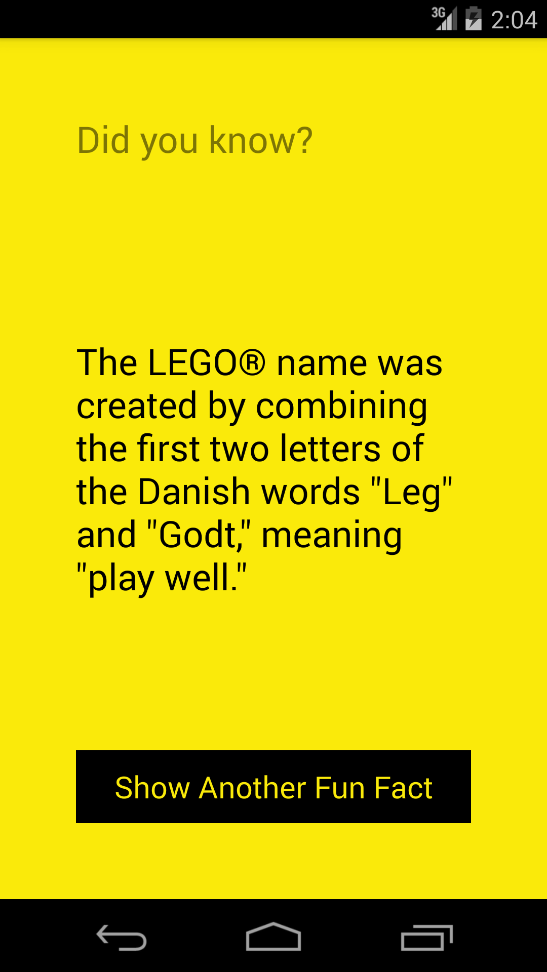 3G 2:04
Did you know?
The LEGO® name was
created by combining
the first two letters of
the Danish words "Leg"
and "Godt," meaning
"play well."
Show Another Fun Fact